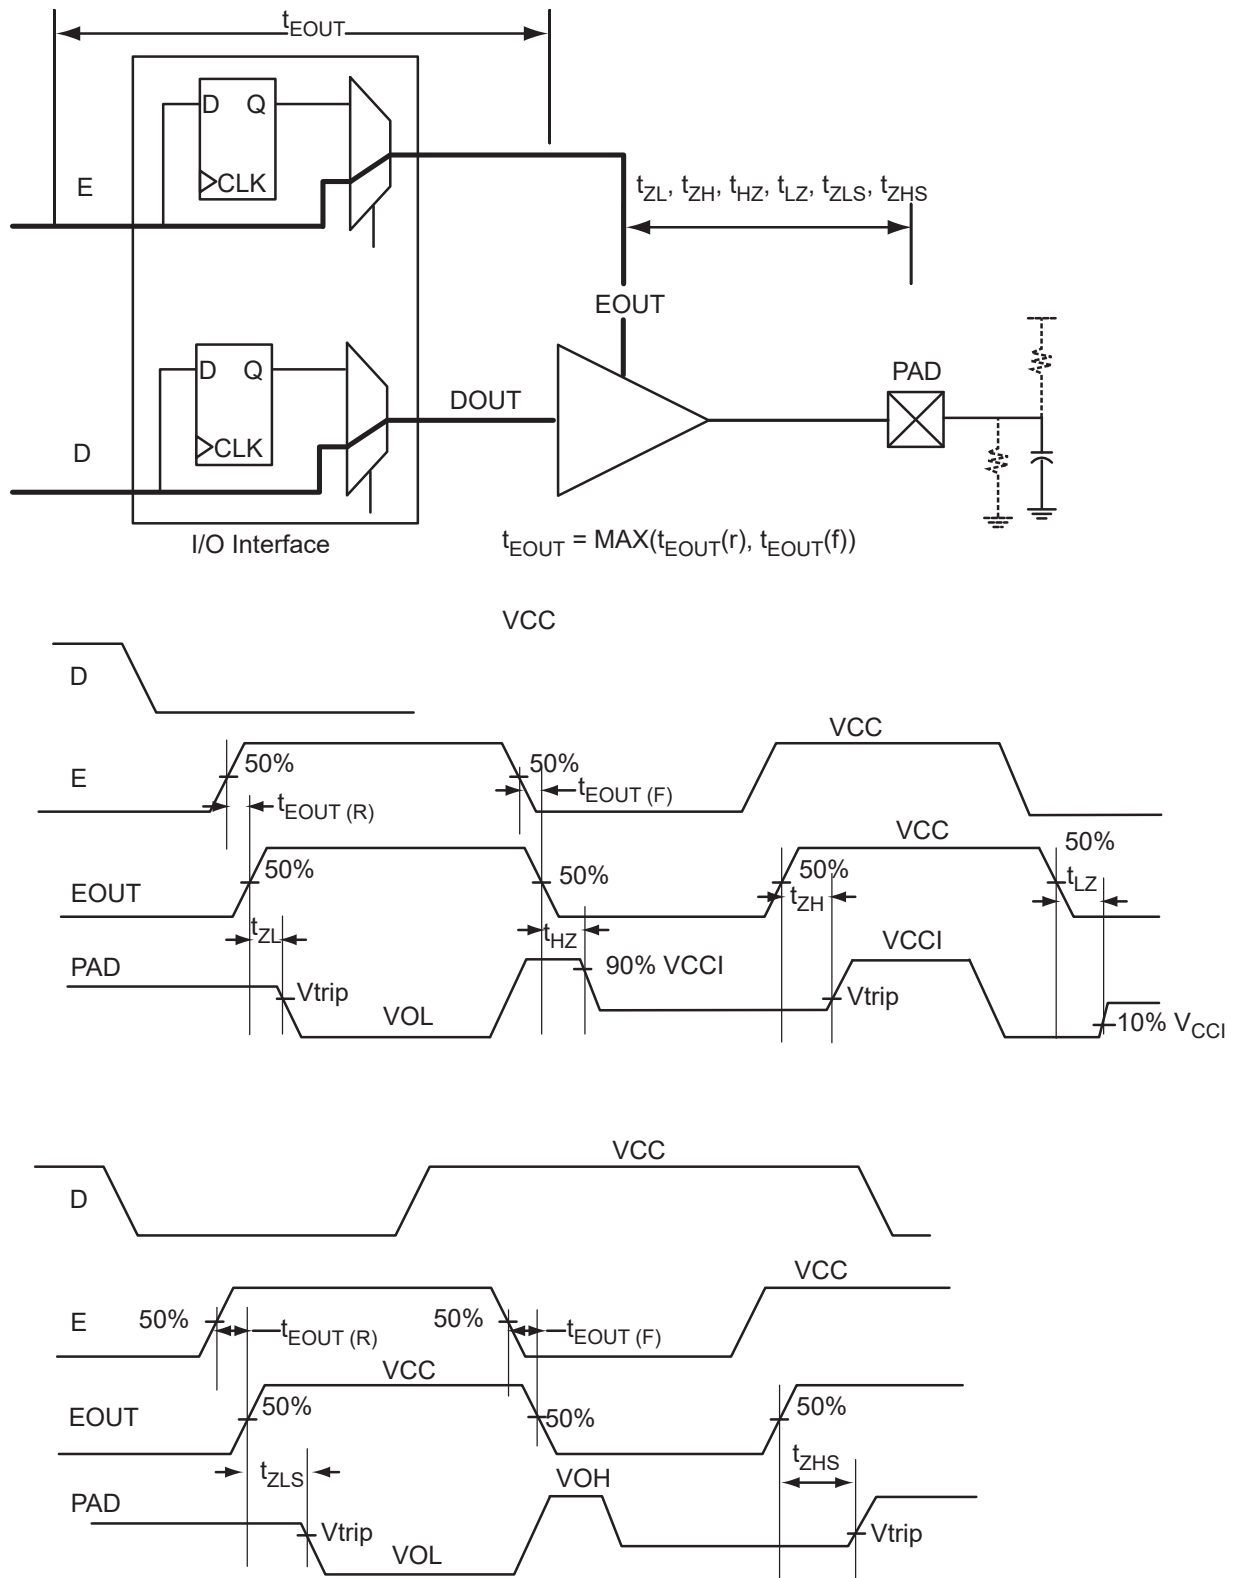 tEOUT
D Q
CLK
E
tZL, tZH, tHZ, tLZ, tZLS, tZHS
EOUT
D Q
CLK
DOUT
PAD
D
I/O Interface
tEOUT = MAX(tEOUT(r), tEOUT(f))
VCC
D
VCC
E
50%
50%
tEOUT (R)
tEOUT (F)
VCC
50%
EOUT
50%
50%
50%
tZL
tHZ
tZH
tLZ
PAD
Vtrip
VOL
90% VCCI
Vtrip
VCCI
10% VCCI
VCC
D
VCC
E
50%
tEOUT (R)
50%
tEOUT (F)
VCC
EOUT
50%
50%
50%
tZLS
tZHS
PAD
VOH
Vtrip
VOL
Vtrip